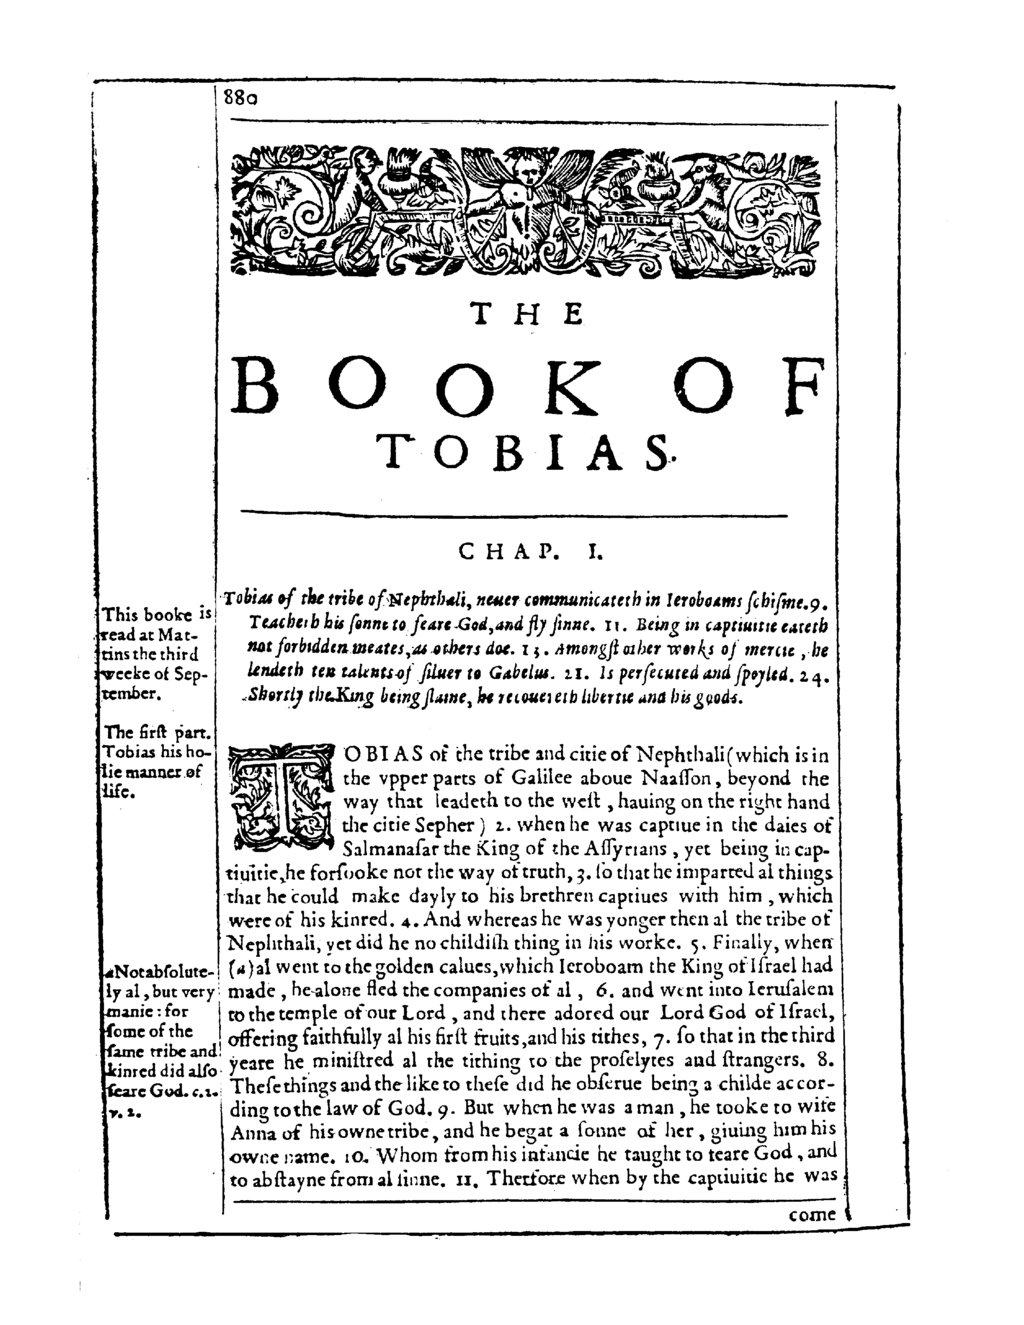 880
THE
BOOK OF
TOBIAS.
CHAP. I.
Tobias of the tribe of Nephthali, neuer communicateth in Ieroboams ſchiſme. 9.
Teacheth his ſonne to feare God, and fly ſinne. 11. Being in captiuitie eateth
not forbidden meates, as others doe. 13. Amongſt other works of mercie, he
lendeth ten talents of ſiluer to Gabelus. 21. Is perſecuted and ſpoyled. 24.
Shortly the King being ſlaine, he recouereth libertie and his goods.
This booke is
read at Mat-
tins the third
weeke of Sep-
tember.
The firſt part.
Tobias his ho-
lie manner of
life.
TOBIAS of the tribe and citie of Nephthali (which is in
the vpper parts of Galilee aboue Naaſſon, beyond the
way that leadeth to the weſt, hauing on the right hand
the citie Sepher) 2. when he was captiue in the daies of
Salmanaſar the King of the Aſſyrians, yet being in cap-
tiuitie, he forſooke not the way of truth, 3. ſo that he imparted al things
that he could make dayly to his brethren captiues with him, which
were of his kinred. 4. And whereas he was yonger then al the tribe of
Nephthali, yet did he no childiſh thing in his worke. 5. Finally, when
(a) al went to the golden calues, which Ieroboam the King of Iſrael had
made, he alone fled the companies of al, 6. and went into Ieruſalem
to the temple of our Lord, and there adored our Lord God of Iſrael,
offering faithfully al his firſt fruits, and his tithes, 7. ſo that in the third
yeare he miniſtred al the tithing to the proſelytes and ſtrangers. 8.
Theſe things and the like to theſe did he obſerue being a childe accor-
ding to the law of God. 9. But when he was a man, he tooke to wife
Anna of his owne tribe, and he begat a ſonne of her, giuing him his
owne name. 10. Whom from his infancie he taught to feare God, and
to abſtayne from al ſinne. 11. Therfore when by the captiuitie he was
a Not abſolute-
ly al, but very
manie: for
ſome of the
ſame tribe and
kinred did alſo
feare God. c. 2.
v. 2.
come